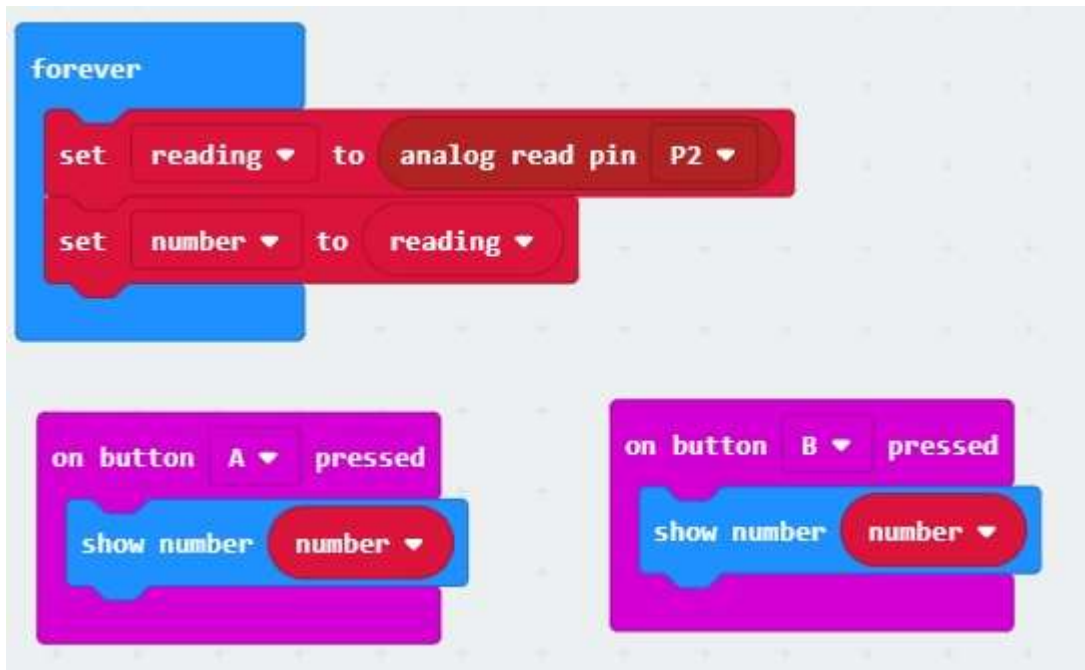 forever
set reading to analog read pin P2
set number to reading
on button A pressed
show number number
on button B pressed
show number number